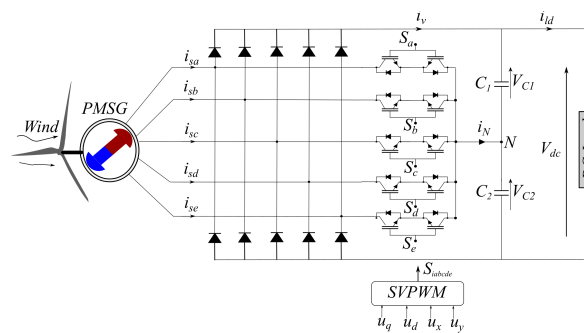 i_v
i_ld
S_a
i_sa
C_1
V_C1
PMSG
i_sb
Wind
S_b
i_N
N
V_dc
i_sc
S_c
i_sd
C_2
V_C2
S_d
i_se
S_e
S_iabcde
SVPWM
u_q
u_d
u_x
u_y